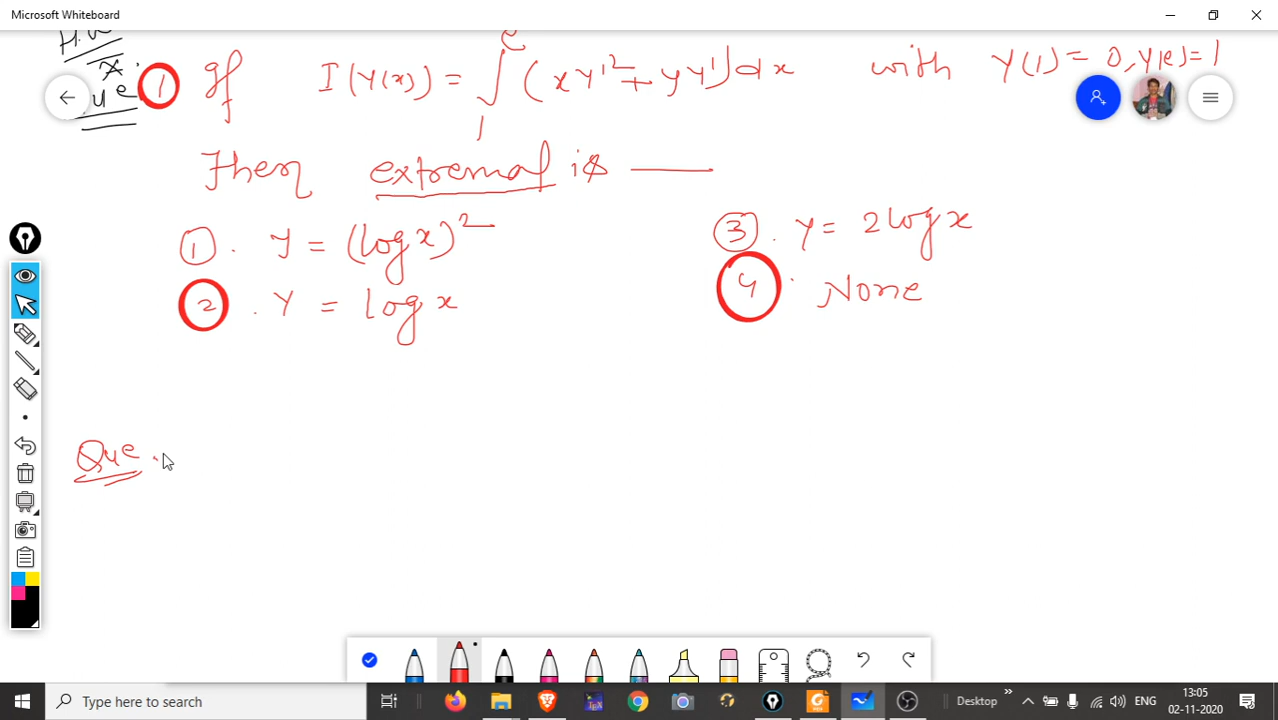 Microsoft Whiteboard
H.W
Que
① If I(y(x)) = ∫₁ᵉ (xy'² + yy')dx with y(1) = 0, y(e) = 1
Then extremal is ——
① . y = (log x)²
③ . y = 2 log x
② . y = log x
④ . None
Que .
Type here to search
Desktop
ENG
13:05
02-11-2020